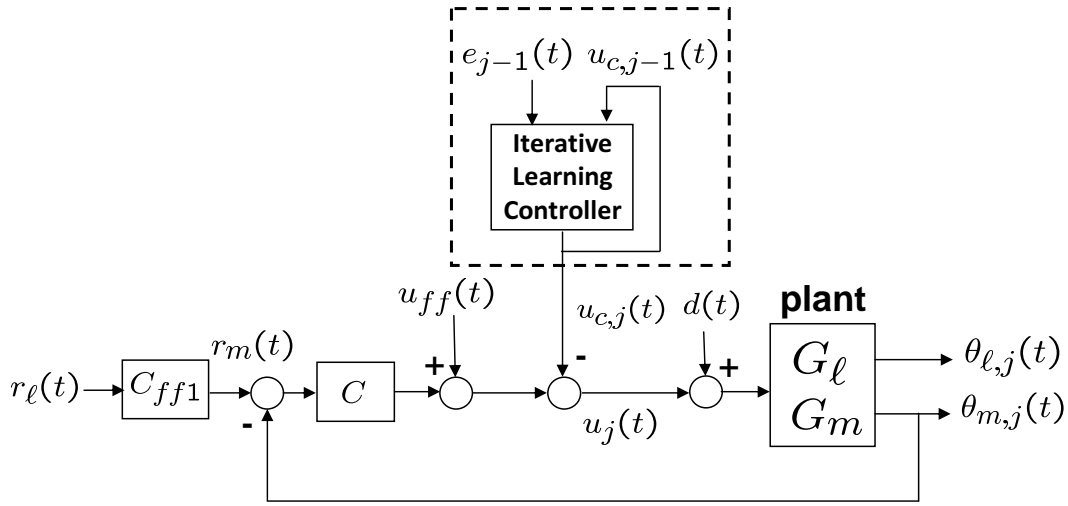 e_{j-1}(t) u_{c,j-1}(t)
Iterative
Learning
Controller
u_{ff}(t)
u_{c,j}(t)
d(t)
plant
r_ℓ(t)
C_{ff1}
r_m(t)
-
C
+
-
u_j(t)
+
G_ℓ
G_m
θ_{ℓ,j}(t)
θ_{m,j}(t)